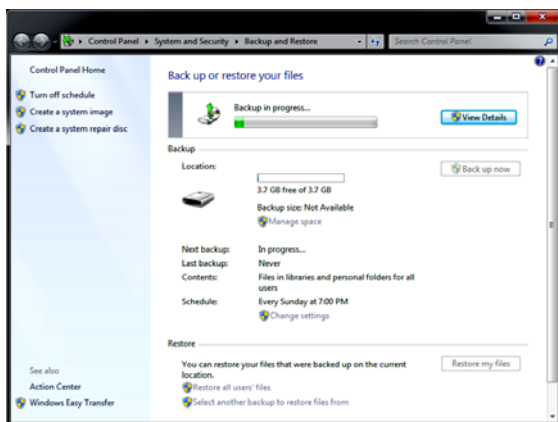 Control Panel System and Security Backup and Restore
Search Control Panel
Control Panel Home
Turn off schedule
Create a system image
Create a system repair disc
See also
Action Center
Windows Easy Transfer
Back up or restore your files
Backup in progress...
View Details
Backup
Location:
3.7 GB free of 3.7 GB
Backup size: Not Available
Manage space
Back up now
Next backup: In progress...
Last backup: Never
Contents: Files in libraries and personal folders for all
users
Schedule: Every Sunday at 7:00 PM
Change settings
Restore
You can restore your files that were backed up on the current
location.
Restore my files
Restore all users' files
Select another backup to restore files from